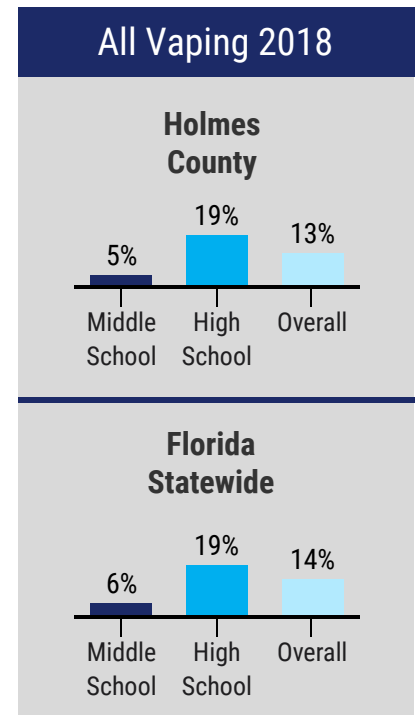 All Vaping 2018
Holmes
County
5%
19%
13%
Middle
School
High
School
Overall
Florida
Statewide
6%
19%
14%
Middle
School
High
School
Overall